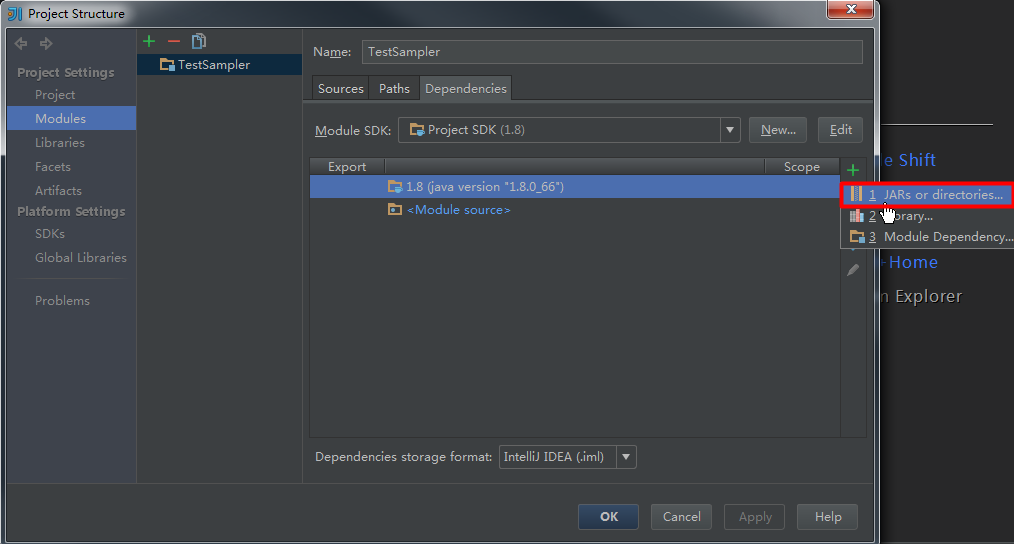 Project Structure
Project Settings
Project
Modules
Libraries
Facets
Artifacts
Platform Settings
SDKs
Global Libraries
Problems
TestSampler
Name: TestSampler
Sources Paths Dependencies
Module SDK: Project SDK (1.8) New... Edit
Export Scope
1.8 (java version "1.8.0_66")
<Module source>
1 JARs or directories...
2 Library...
3 Module Dependency...
Dependencies storage format: IntelliJ IDEA (.iml)
OK Cancel Apply Help
e Shift
+Home
n Explorer